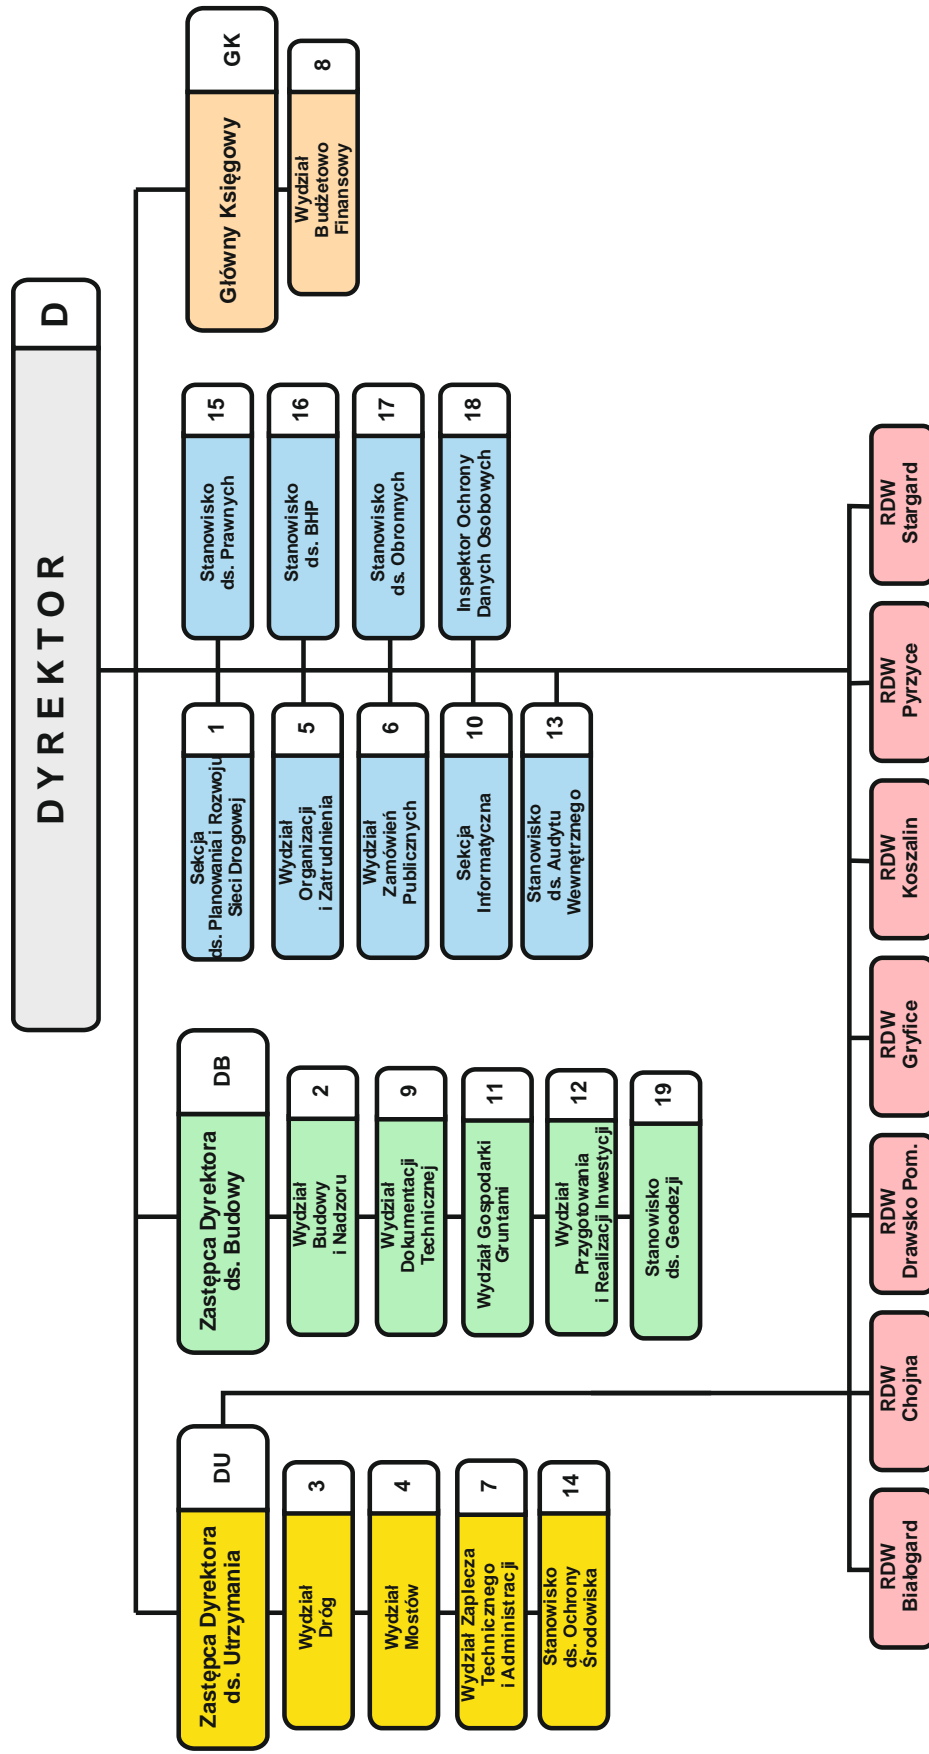 DYREKTOR
D
Zastępca Dyrektora
ds. Utrzymania
DU
Wydział
Dróg
3
Wydział
Mostów
4
Wydział Zaplecza
Technicznego
i Administracji
7
Stanowisko
ds. Ochrony
Środowiska
14
Zastępca Dyrektora
ds. Budowy
DB
Wydział
Budowy
i Nadzoru
2
Wydział
Dokumentacji
Technicznej
9
Wydział Gospodarki
Gruntami
11
Wydział
Przygotowania
i Realizacji Inwestycji
12
Stanowisko
ds. Geodezji
19
Sekcja
ds. Planowania i Rozwoju
Sieci Drogowej
1
Wydział
Organizacji
i Zatrudnienia
5
Wydział
Zamówień
Publicznych
6
Sekcja
Informatyczna
10
Stanowisko
ds. Audytu
Wewnętrznego
13
Stanowisko
ds. Prawnych
15
Stanowisko
ds. BHP
16
Stanowisko
ds. Obronnych
17
Inspektor Ochrony
Danych Osobowych
18
Główny Księgowy
GK
Wydział
Budżetowo
Finansowy
8
RDW
Białogard
RDW
Chojna
RDW
Drawsko Pom.
RDW
Gryfice
RDW
Koszalin
RDW
Pyrzyce
RDW
Stargard